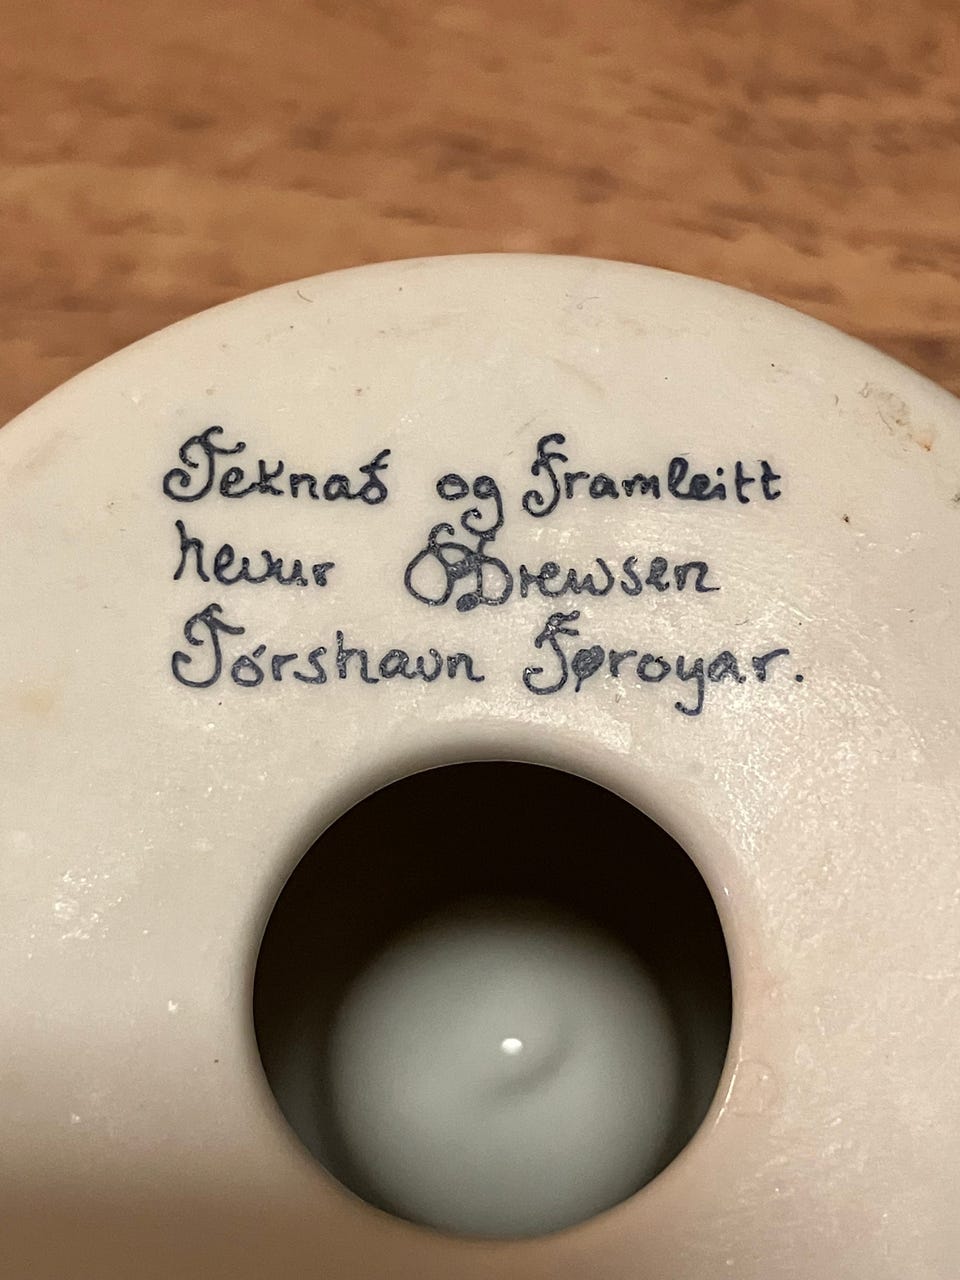 Teknað og framleitt
hevur Drewsen
Tórshavn Føroyar.